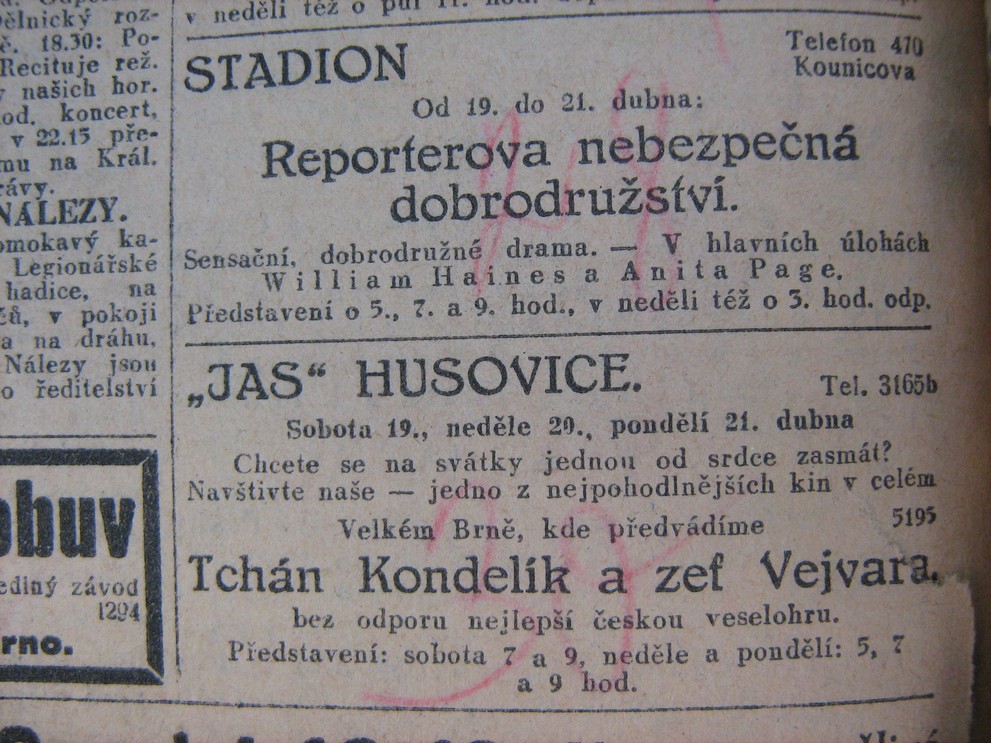 ělnický roz-
ě. 18.30: Po-
Recituje rež.
našich hor.
od. koncert,
v 22.15 pře-
mu na Král.
rávy.
NÁLEZY.
omokavý ka-
Legionářské
hadice, na
čů, v pokoji
a na dráhu,
Nálezy jsou
o ředitelství
obuv
ediný závod
1294
rno.
v neděli též o půl 11. hod.
STADION
Telefon 470
Kounicova
Od 19. do 21. dubna:
Reporterova nebezpečná
dobrodružství.
Sensační, dobrodružné drama. — V hlavních úlohách
William Haines a Anita Page.
Představení o 5., 7. a 9. hod., v neděli též o 3. hod. odp.
„JAS“ HUSOVICE.
Tel. 3165b
Sobota 19., neděle 20., pondělí 21. dubna
Chcete se na svátky jednou od srdce zasmát?
Navštivte naše — jedno z nejpohodlnějších kin v celém
Velkém Brně, kde předvádíme
5195
Tchán Kondelík a zeť Vejvara.
bez odporu nejlepší českou veselohru.
Představení: sobota 7 a 9, neděle a pondělí: 5, 7
a 9 hod.